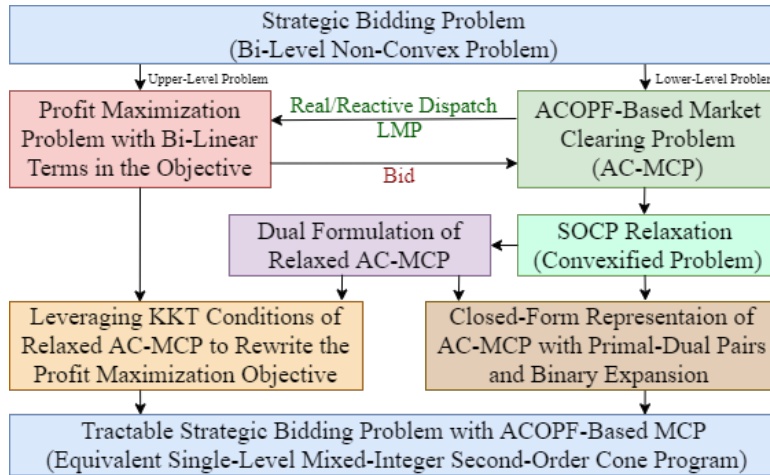 Strategic Bidding Problem
(Bi-Level Non-Convex Problem)
Upper-Level Problem
Lower-Level Problem
Profit Maximization
Problem with Bi-Linear
Terms in the Objective
Real/Reactive Dispatch
LMP
Bid
ACOPF-Based Market
Clearing Problem
(AC-MCP)
Dual Formulation of
Relaxed AC-MCP
SOCP Relaxation
(Convexified Problem)
Leveraging KKT Conditions of
Relaxed AC-MCP to Rewrite the
Profit Maximization Objective
Closed-Form Representaion of
AC-MCP with Primal-Dual Pairs
and Binary Expansion
Tractable Strategic Bidding Problem with ACOPF-Based MCP
(Equivalent Single-Level Mixed-Integer Second-Order Cone Program)